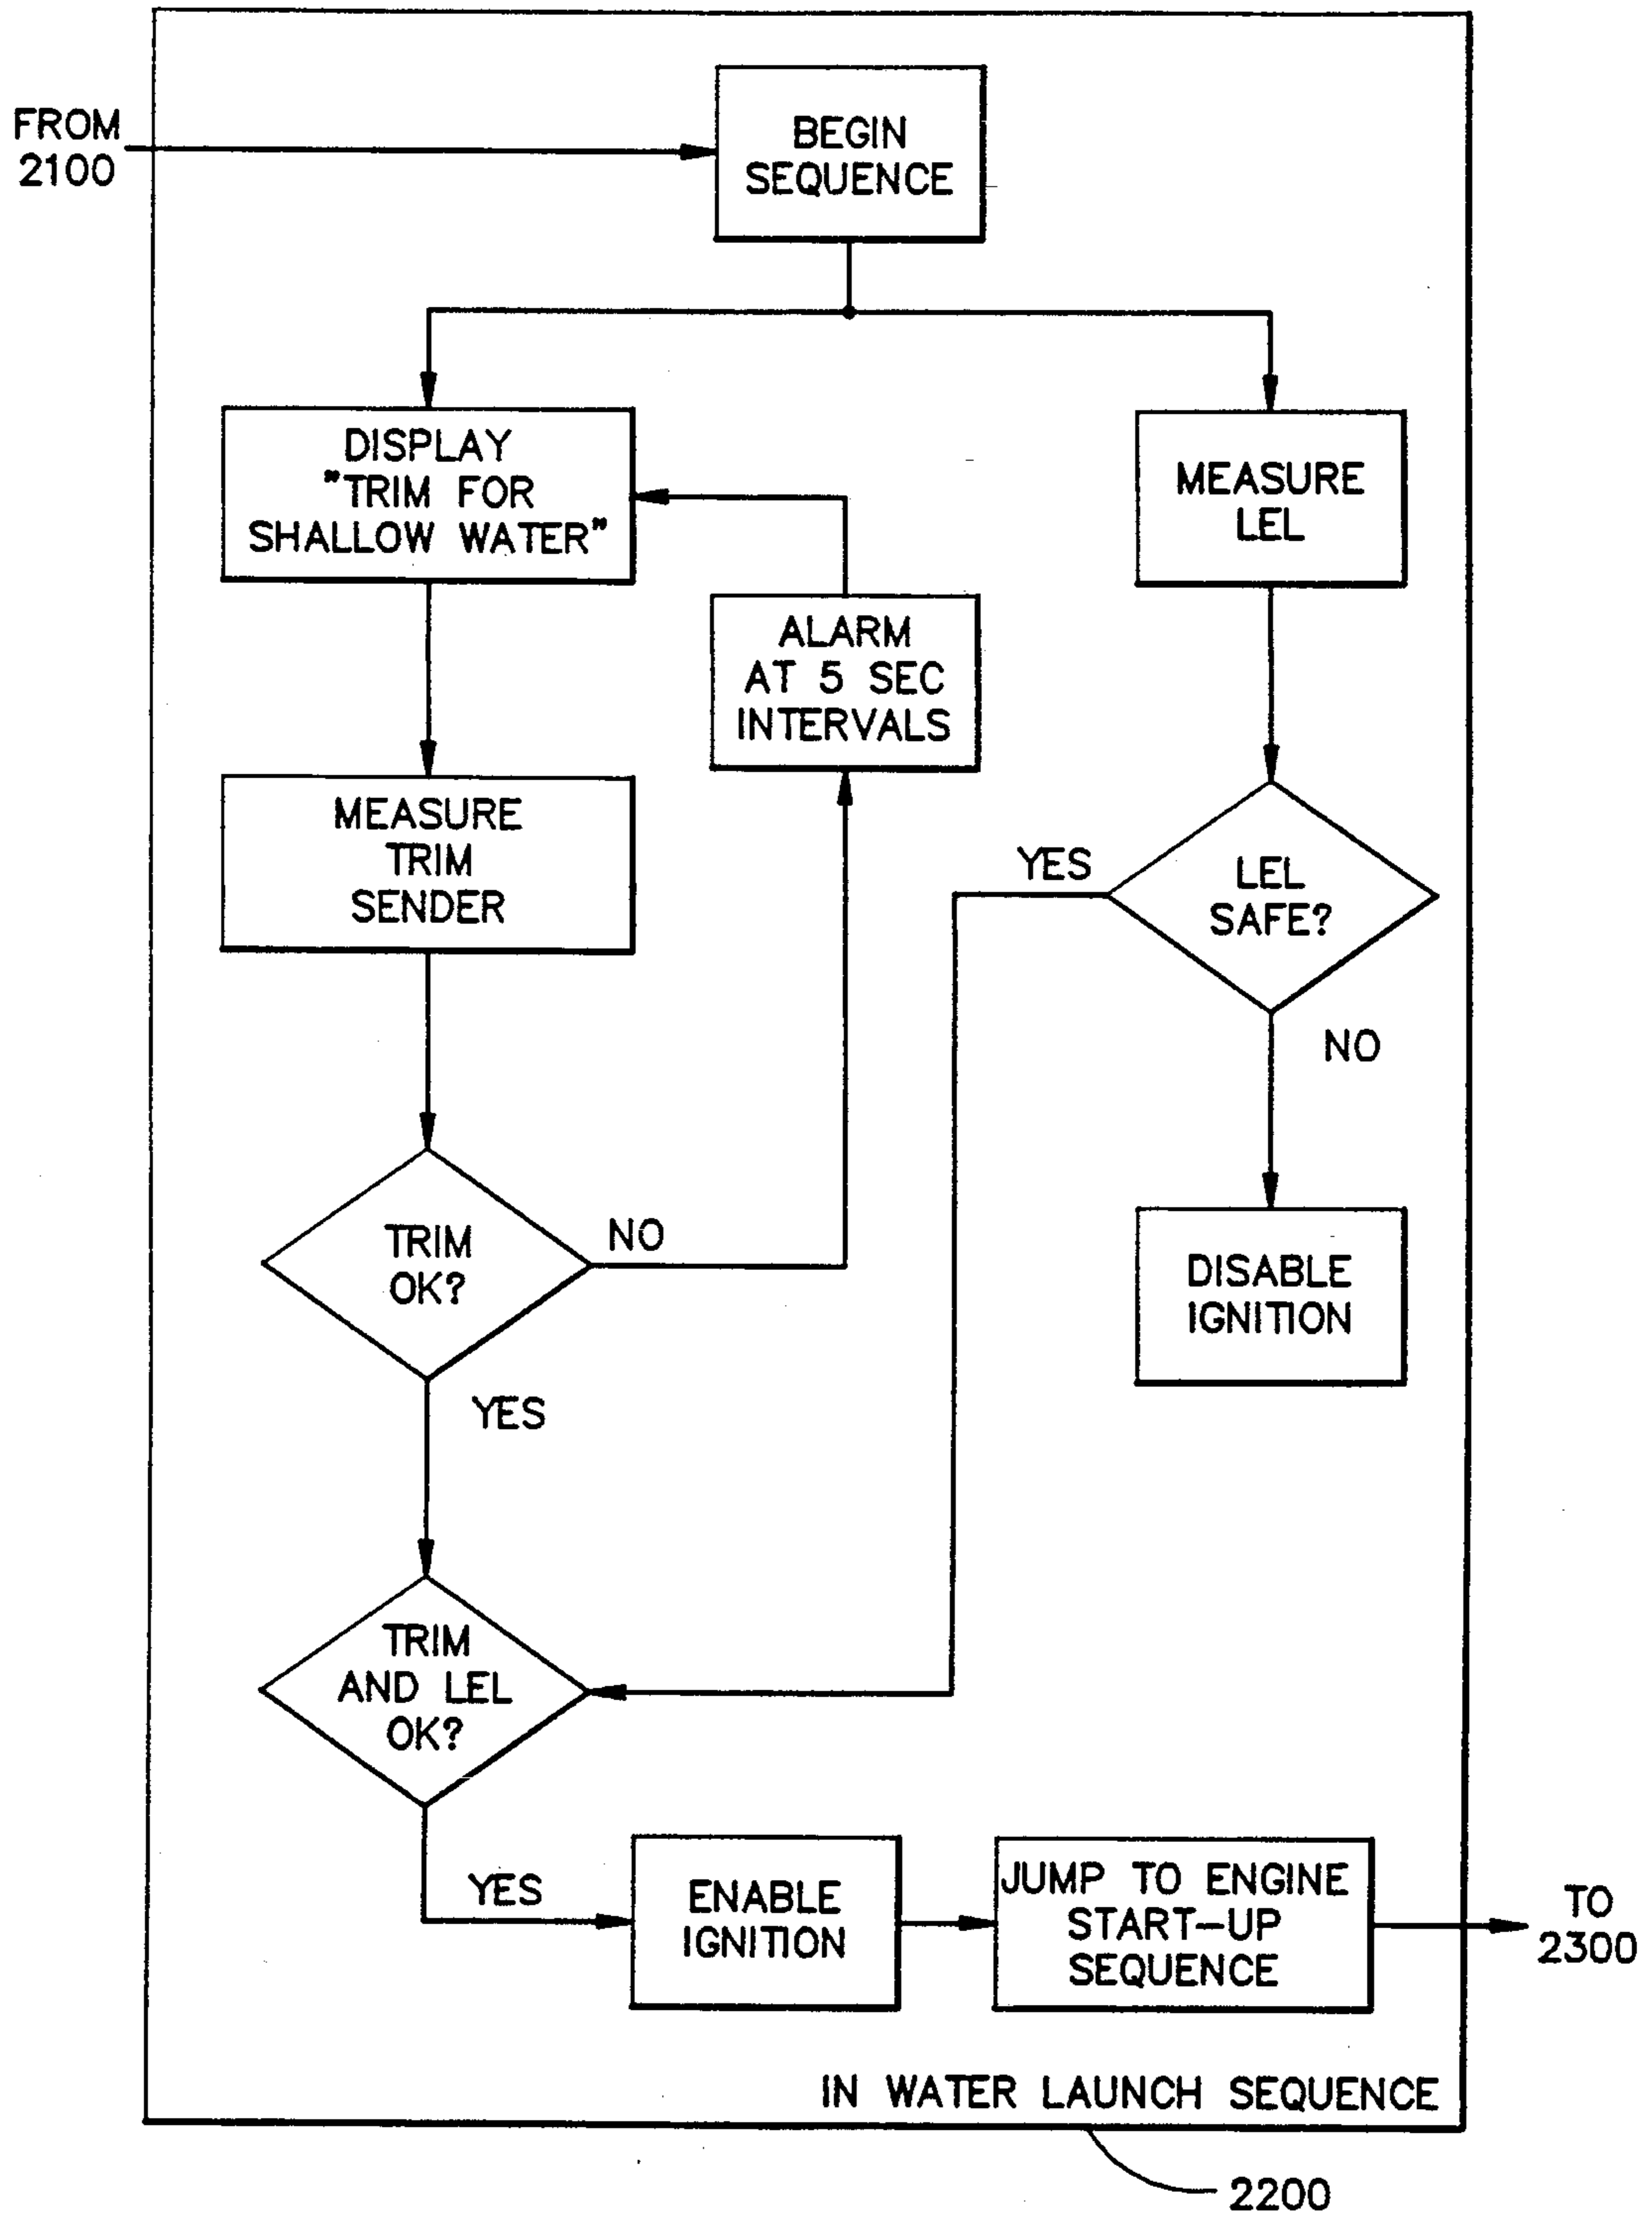 FROM
2100
BEGIN
SEQUENCE
DISPLAY
"TRIM FOR
SHALLOW WATER"
MEASURE
LEL
ALARM
AT 5 SEC
INTERVALS
MEASURE
TRIM
SENDER
YES
LEL
SAFE?
NO
TRIM
OK?
NO
DISABLE
IGNITION
YES
TRIM
AND LEL
OK?
YES
ENABLE
IGNITION
JUMP TO ENGINE
START-UP
SEQUENCE
TO
2300
IN WATER LAUNCH SEQUENCE
2200